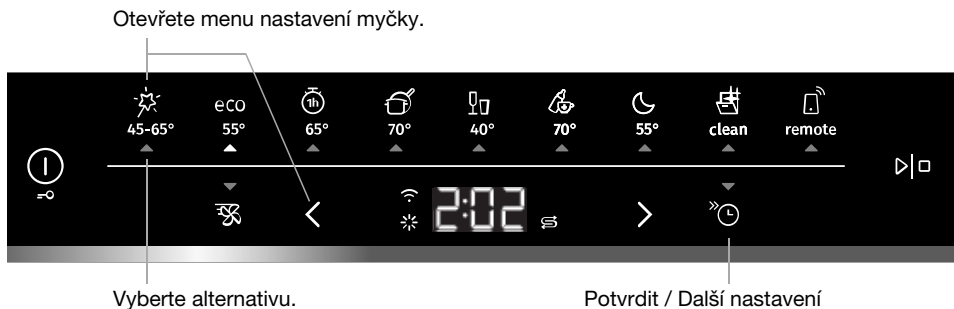 Otevřete menu nastavení myčky.
eco 1h
45-65° 55° 65° 70° 40° 70° 55° clean remote
2:02
Vyberte alternativu. Potvrdit / Další nastavení